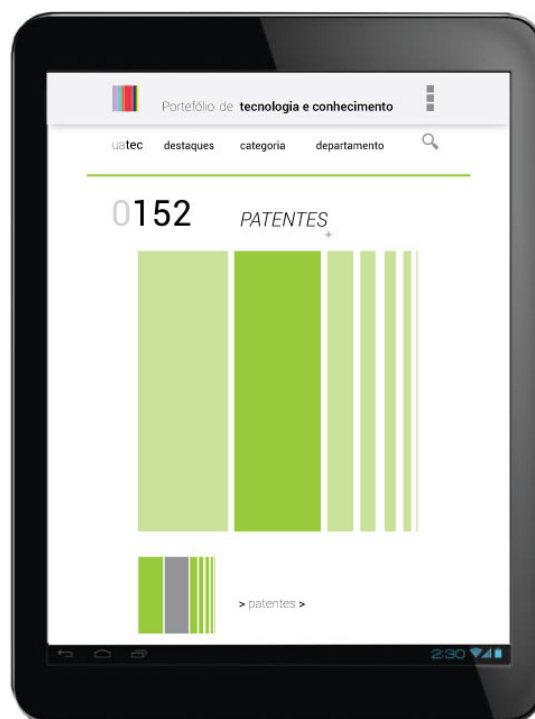 Portefólio de tecnologia e conhecimento
uatec destaques categoria departamento
0152 PATENTES
+
> patentes >
2:30